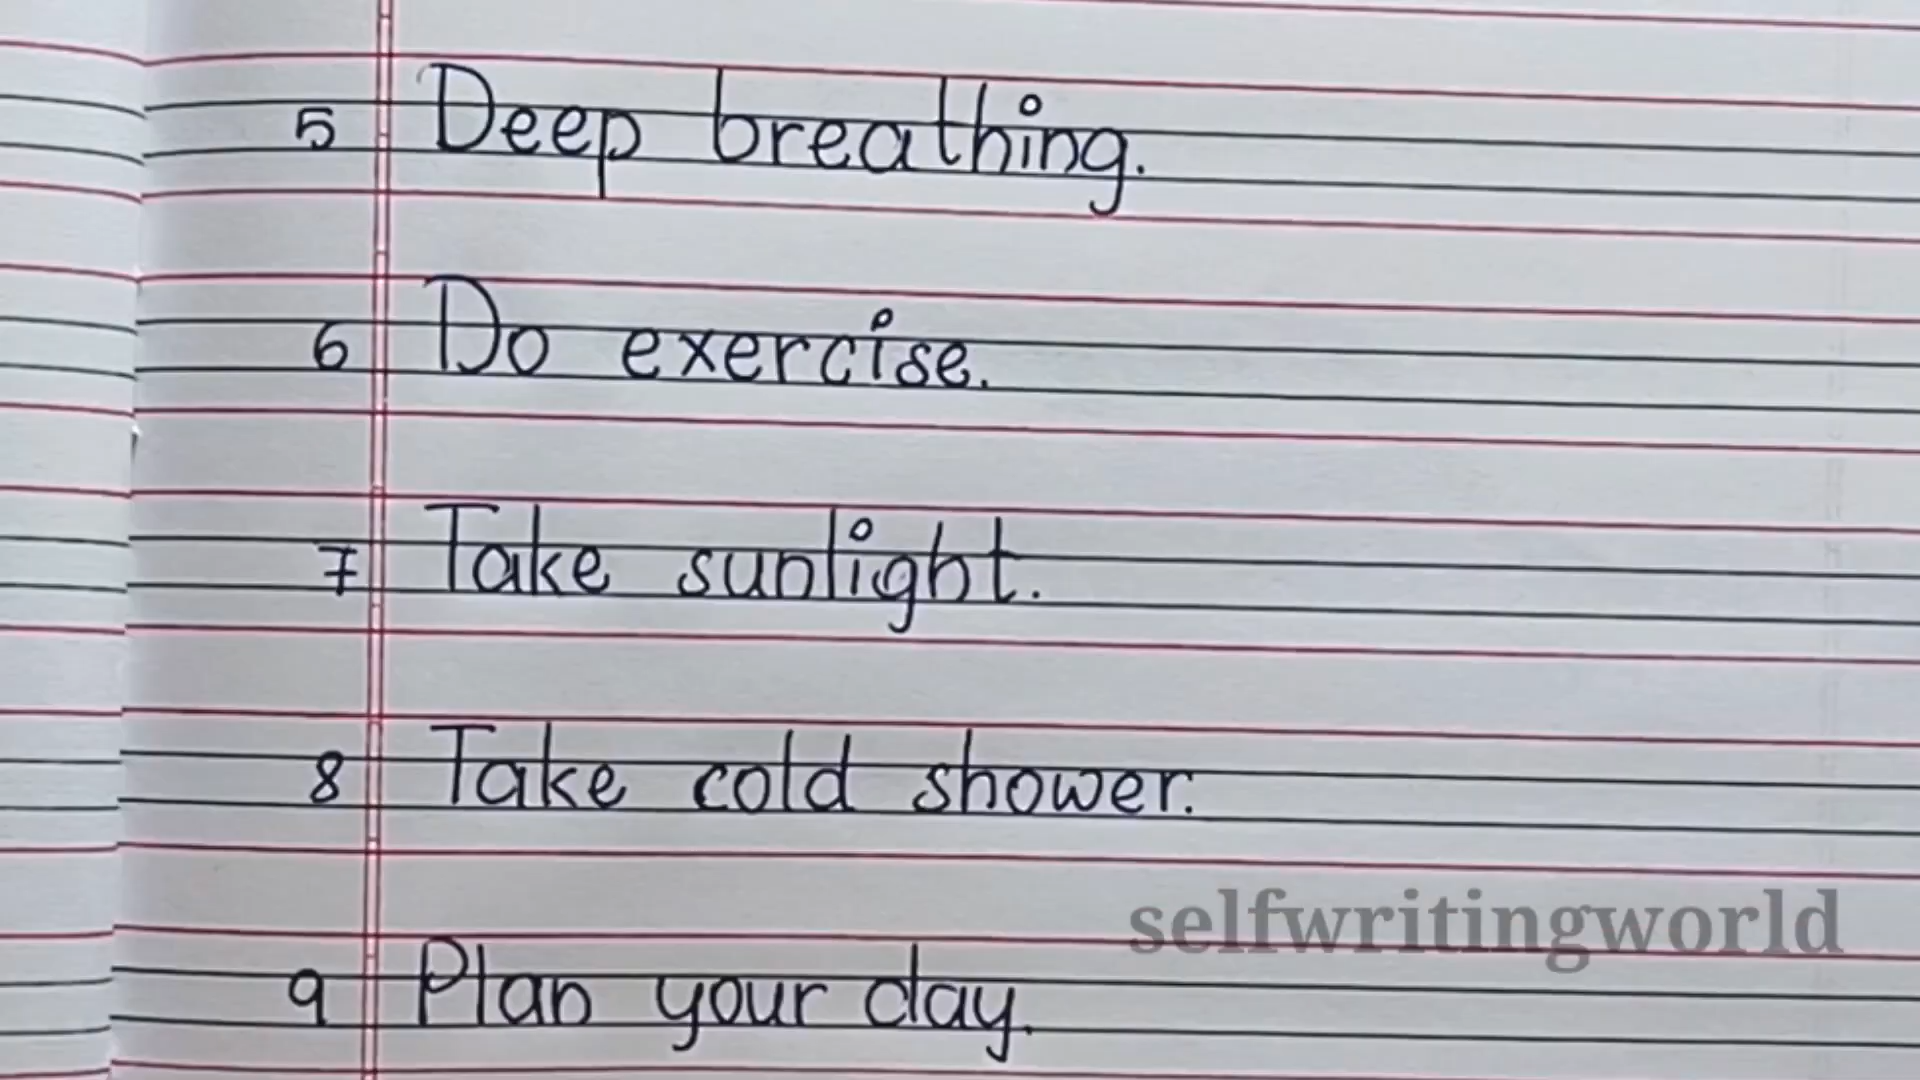 5 Deep breathing.
6 Do exercise.
7 Take sunlight.
8 Take cold shower.
selfwritingworld
9 Plan your day.